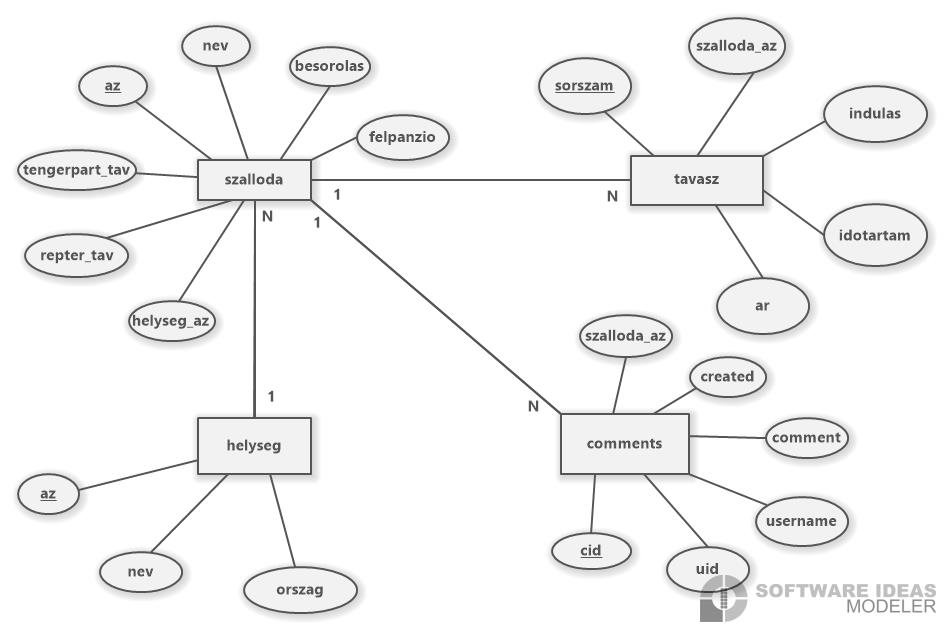 nev
szalloda_az
besorolas
az
sorszam
indulas
felpanzio
tengerpart_tav
szalloda
tavasz
1
N
N
1
idotartam
repter_tav
ar
helyseg_az
szalloda_az
created
1
N
helyseg
comments
comment
az
username
cid
nev
uid
orszag
SOFTWARE IDEAS
MODELER